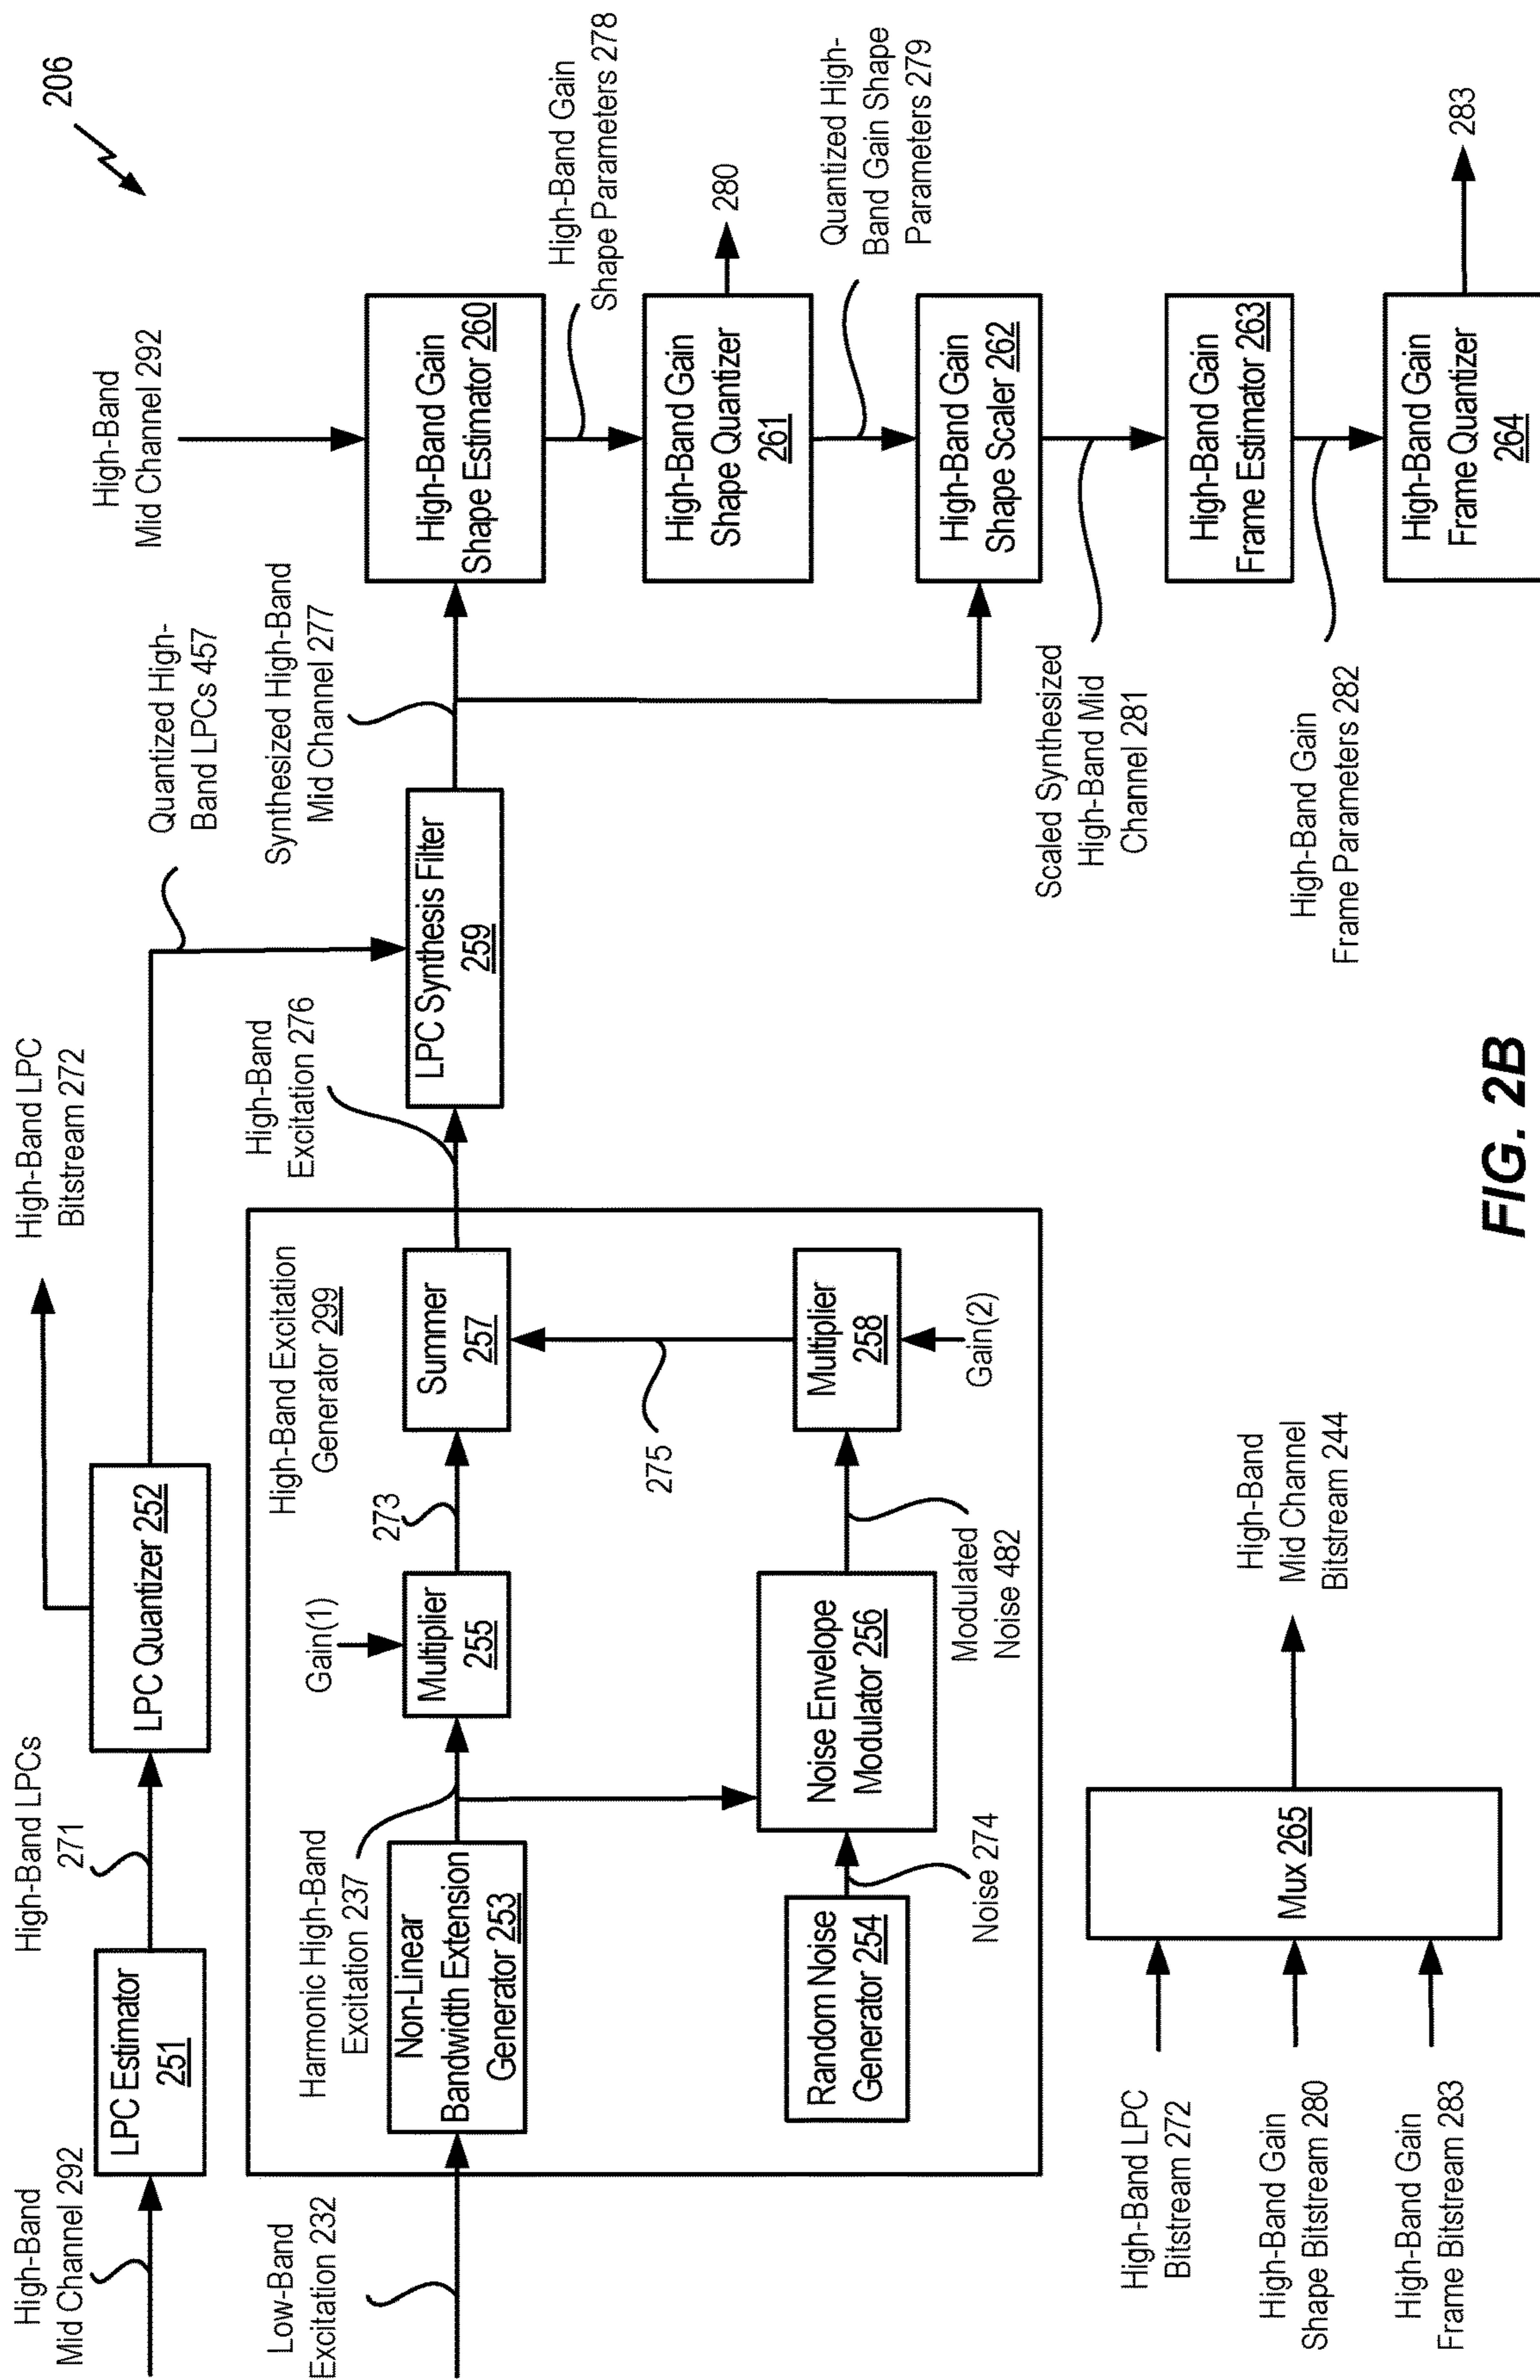 206
High-Band
Mid Channel 292
LPC Estimator
251
High-Band LPCs
271
LPC Quantizer 252
High-Band LPC
Bitstream 272
Quantized High-
Band LPCs 457
High-Band
Mid Channel 292
Low-Band
Excitation 232
High-Band Excitation
Generator 299
Non-Linear
Bandwidth Extension
Generator 253
Harmonic High-Band
Excitation 237
Gain(1)
Multiplier
255
273
Summer
257
High-Band
Excitation 276
LPC Synthesis Filter
259
Synthesized High-Band
Mid Channel 277
High-Band Gain
Shape Estimator 260
High-Band Gain
Shape Parameters 278
Random Noise
Generator 254
Noise 274
Noise Envelope
Modulator 256
Modulated
Noise 482
Multiplier
258
Gain(2)
275
High-Band Gain
Shape Quantizer
261
280
Quantized High-
Band Gain Shape
Parameters 279
High-Band Gain
Shape Scaler 262
Scaled Synthesized
High-Band Mid
Channel 281
High-Band Gain
Frame Estimator 263
High-Band Gain
Frame Parameters 282
High-Band Gain
Frame Quantizer
264
283
High-Band LPC
Bitstream 272
High-Band Gain
Shape Bitstream 280
High-Band Gain
Frame Bitstream 283
Mux 265
High-Band
Mid Channel
Bitstream 244
FIG. 2B